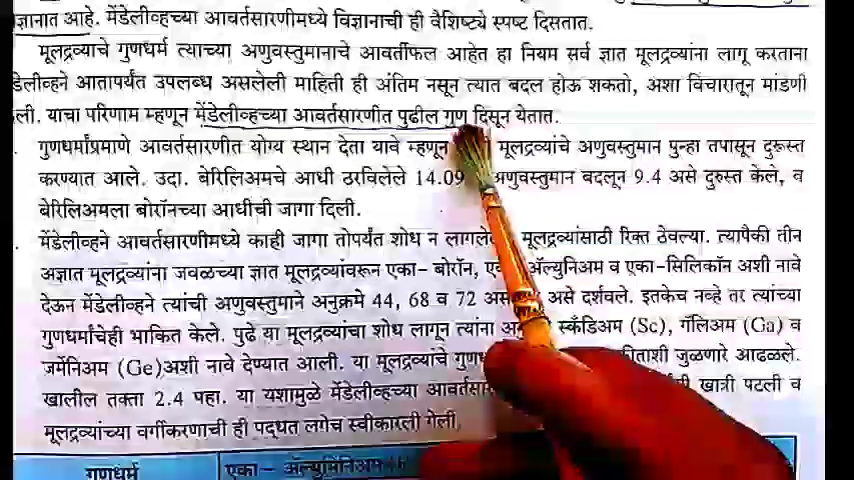 ज्ञानात आहे. मेंडेलीव्हच्या आवर्तसारणीमध्ये विज्ञानाची ही वैशिष्ट्ये स्पष्ट दिसतात.
मूलद्रव्याचे गुणधर्म त्याच्या अणुवस्तुमानाचे आवर्तीफल आहेत हा नियम सर्व ज्ञात मूलद्रव्यांना लागू करताना
डेलीव्हने आतापर्यंत उपलब्ध असलेली माहिती ही अंतिम नसून त्यात बदल होऊ शकतो, अशा विचारातून मांडणी
ली. याचा परिणाम म्हणून मेंडेलीव्हच्या आवर्तसारणीत पुढील गुण दिसून येतात.
गुणधर्मांप्रमाणे आवर्तसारणीत योग्य स्थान देता यावे म्हणून मूलद्रव्यांचे अणुवस्तुमान पुन्हा तपासून दुरूस्त
करण्यात आले. उदा. बेरिलिअमचे आधी ठरविलेले 14.09 अणुवस्तुमान बदलून 9.4 असे दुरुस्त केले, व
बेरिलिअमला बोरॉनच्या आधीची जागा दिली.
मेंडेलीव्हने आवर्तसारणीमध्ये काही जागा तोपर्यंत शोध न मूलद्रव्यांसाठी रिक्त ठेवल्या. त्यापैकी तीन
अज्ञात मूलद्रव्यांना जवळच्या ज्ञात मूलद्रव्यांवरून एका- बोरॉन, अ‍ॅल्युनिअम व एका-सिलिकॉन अशी नावे
देऊन मेंडेलीव्हने त्यांची अणुवस्तुमाने अनुक्रमे 44, 68 व 72 असे दर्शवले. इतकेच नव्हे तर त्यांच्या
गुणधर्मांचेही भाकित केले. पुढे या मूलद्रव्यांचा शोध लागून त्यांना स्कँडिअम (Sc), गॅलिअम (Ga) व
जर्मेनिअम (Ge) अशी नावे देण्यात आली. या मूलद्रव्यांचे जुळणारे आढळले.
खालील तक्ता 2.4 पहा. या यशामुळे मेंडेलीव्हच्या खात्री पटली व
मूलद्रव्यांच्या वर्गीकरणाची ही पद्धत लगेच स्वीकारली गेली.
गुणधर्म एका- अ‍ॅल्युमिनिअम